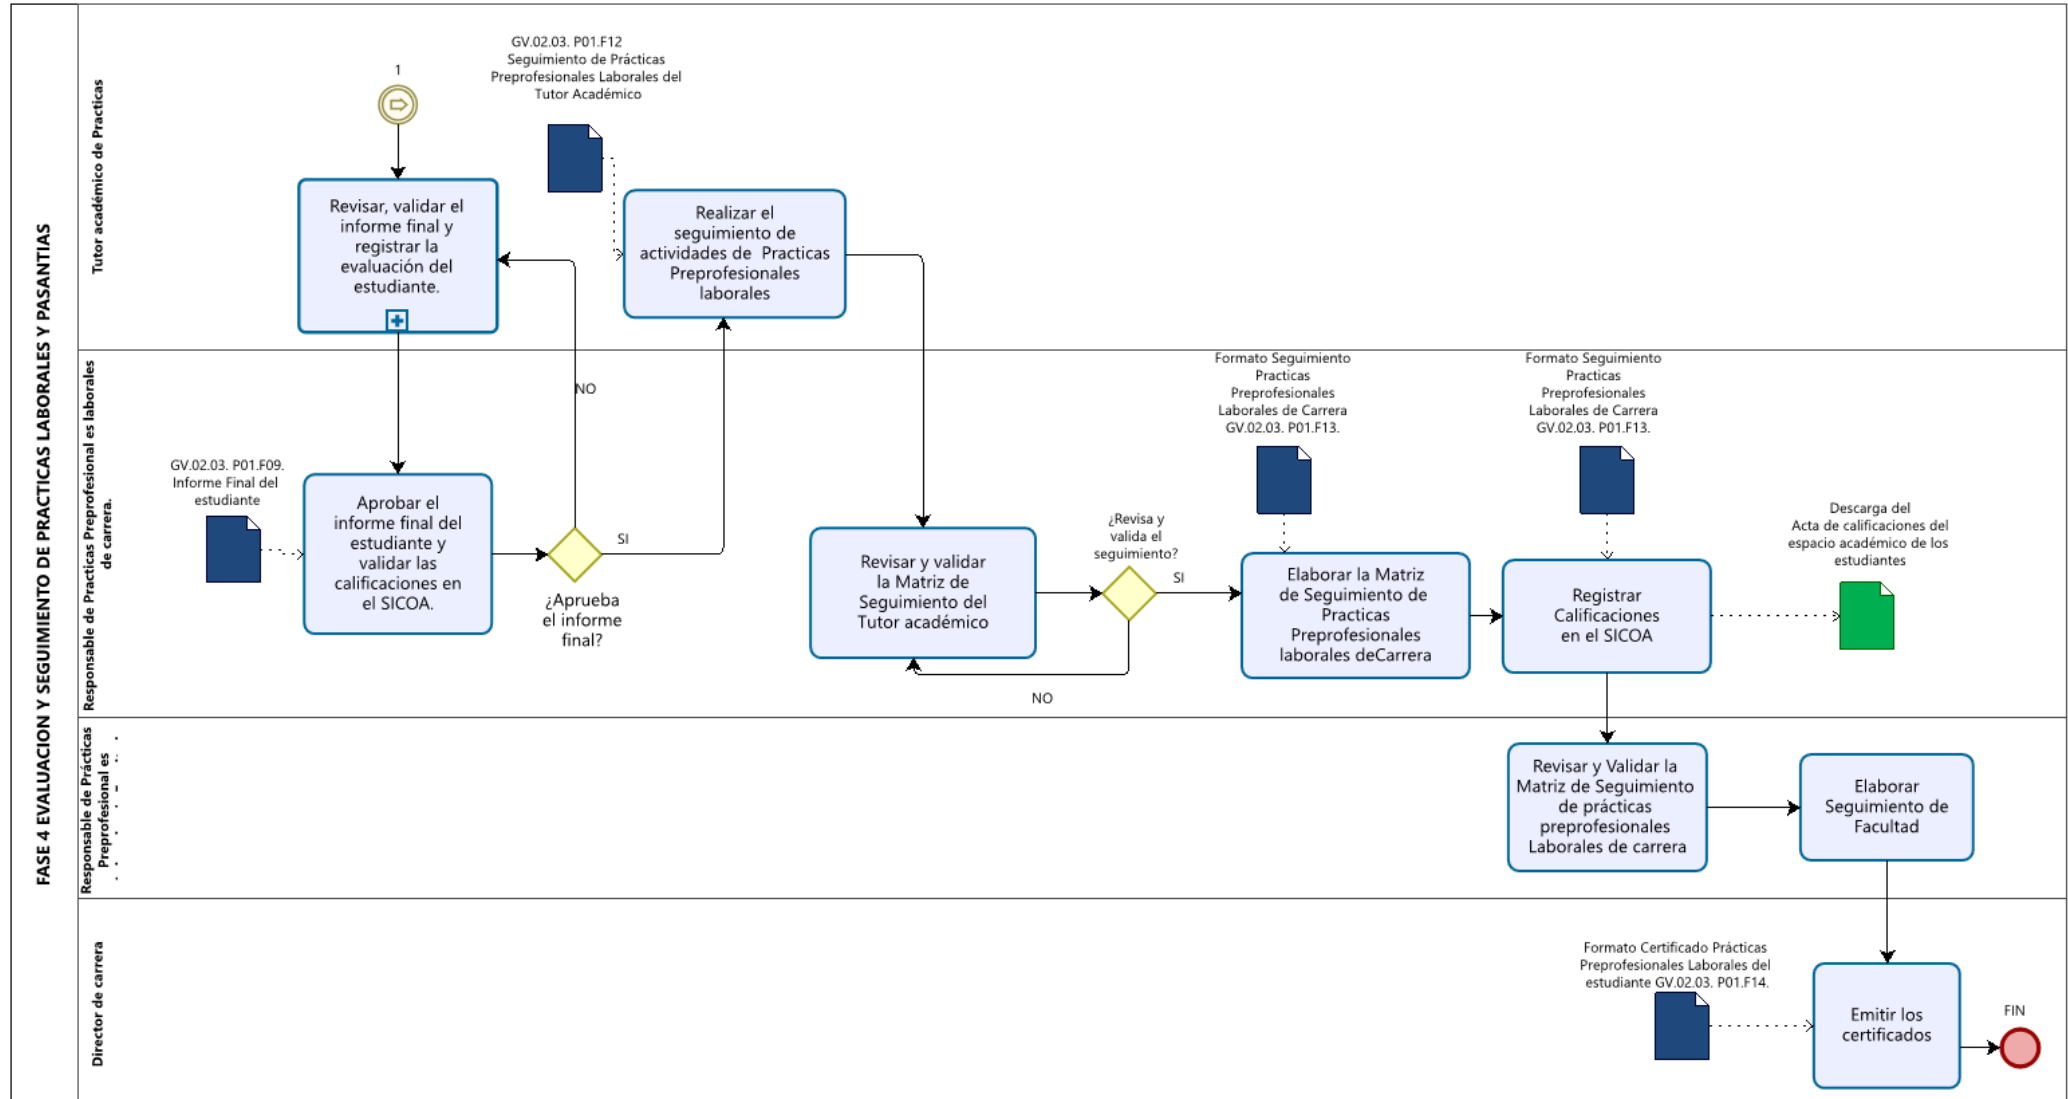 FASE 4 EVALUACION Y SEGUIMIENTO DE PRACTICAS LABORALES Y PASANTIAS
Tutor académico de Practicas
1
GV.02.03. P01.F12
Seguimiento de Prácticas
Preprofesionales Laborales del
Tutor Académico
Revisar, validar el
informe final y
registrar la
evaluación del
estudiante.
Realizar el
seguimiento de
actividades de Practicas
Preprofesionales
laborales
Responsable de Practicas Preprofesional es laborales
de carrera.
NO
GV.02.03. P01.F09.
Informe Final del
estudiante
Aprobar el
informe final del
estudiante y
validar las
calificaciones en
el SICOA.
SI
¿Aprueba
el informe
final?
Revisar y validar
la Matriz de
Seguimiento del
Tutor académico
¿Revisa y
valida el
seguimiento?
SI
NO
Formato Seguimiento
Practicas
Preprofesionales
Laborales de Carrera
GV.02.03. P01.F13.
Elaborar la Matriz
de Seguimiento de
Practicas
Preprofesionales
laborales deCarrera
Formato Seguimiento
Practicas
Preprofesionales
Laborales de Carrera
GV.02.03. P01.F13.
Registrar
Calificaciones
en el SICOA
Descarga del
Acta de calificaciones del
espacio académico de los
estudiantes
Responsable de Prácticas
Preprofesional es
Revisar y Validar la
Matriz de Seguimiento
de prácticas
preprofesionales
Laborales de carrera
Elaborar
Seguimiento de
Facultad
Director de carrera
Formato Certificado Prácticas
Preprofesionales Laborales del
estudiante GV.02.03. P01.F14.
Emitir los
certificados
FIN